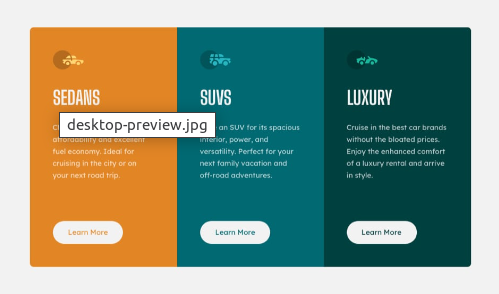 SEDANS
desktop-preview.jpg
affordability and excellent
fuel economy. Ideal for
cruising in the city or on
your next road trip.
Learn More
SUVS
an SUV for its spacious
interior, power, and
versatility. Perfect for your
next family vacation and
off-road adventures.
Learn More
LUXURY
Cruise in the best car brands
without the bloated prices.
Enjoy the enhanced comfort
of a luxury rental and arrive
in style.
Learn More